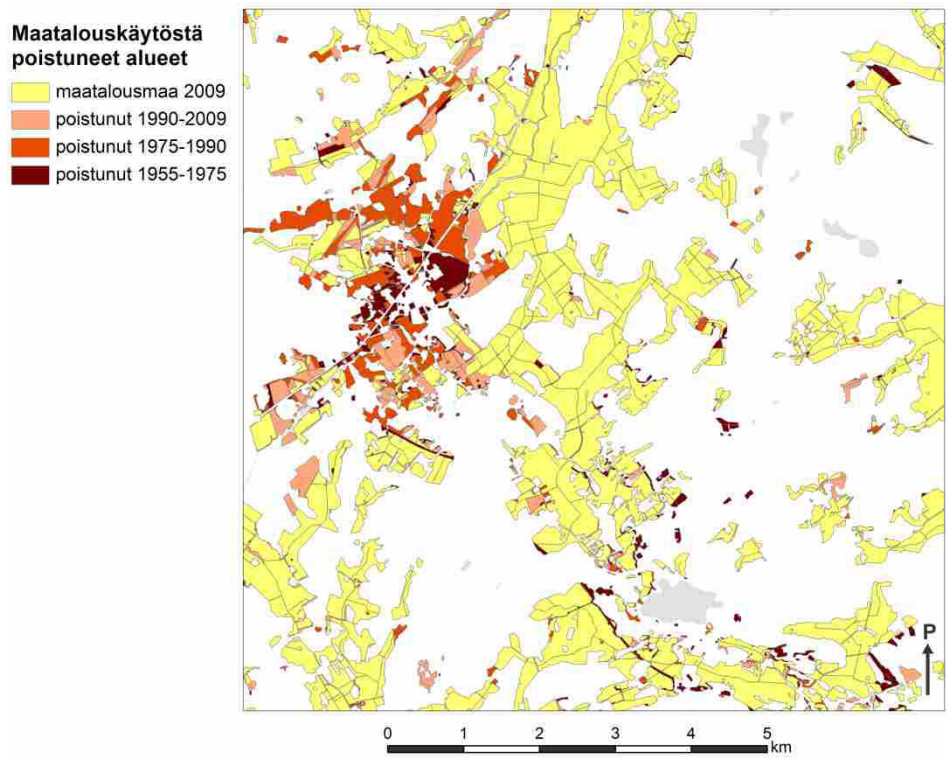 Maatalouskäytöstä
poistuneet alueet
maatalousmaa 2009
poistunut 1990-2009
poistunut 1975-1990
poistunut 1955-1975
P
0 1 2 3 4 5
km